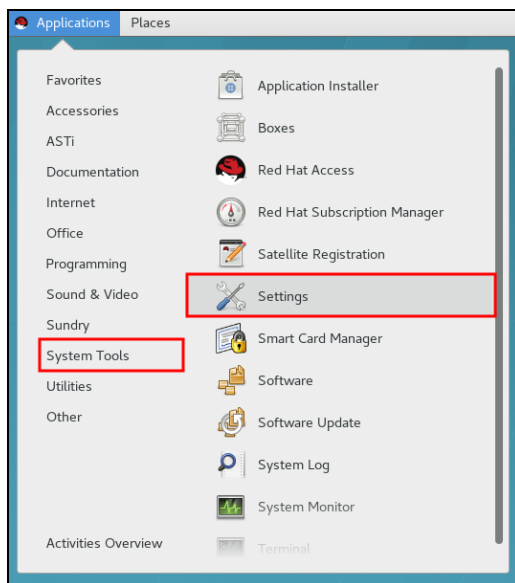 Applications Places
Favorites
Accessories
ASTi
Documentation
Internet
Office
Programming
Sound & Video
Sundry
System Tools
Utilities
Other
Activities Overview
Application Installer
Boxes
Red Hat Access
Red Hat Subscription Manager
Satellite Registration
Settings
Smart Card Manager
Software
Software Update
System Log
System Monitor
Terminal